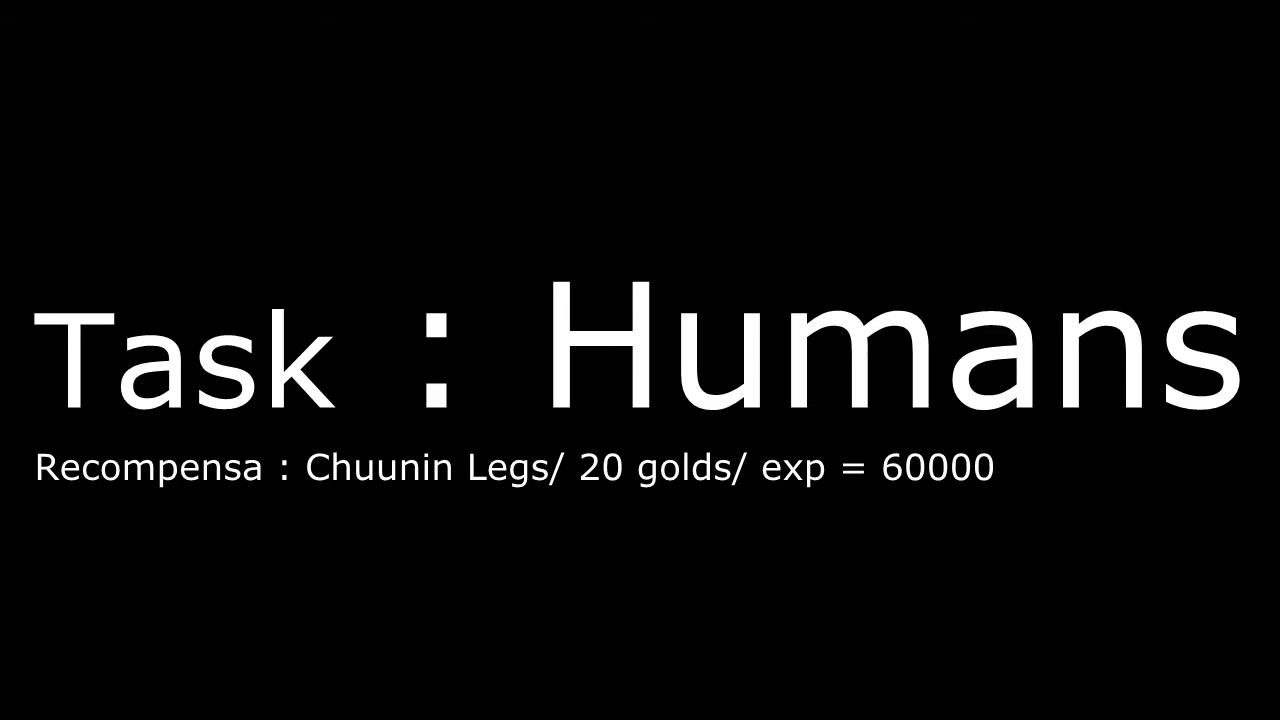 Task : Humans
Recompensa : Chuunin Legs/ 20 golds/ exp = 60000